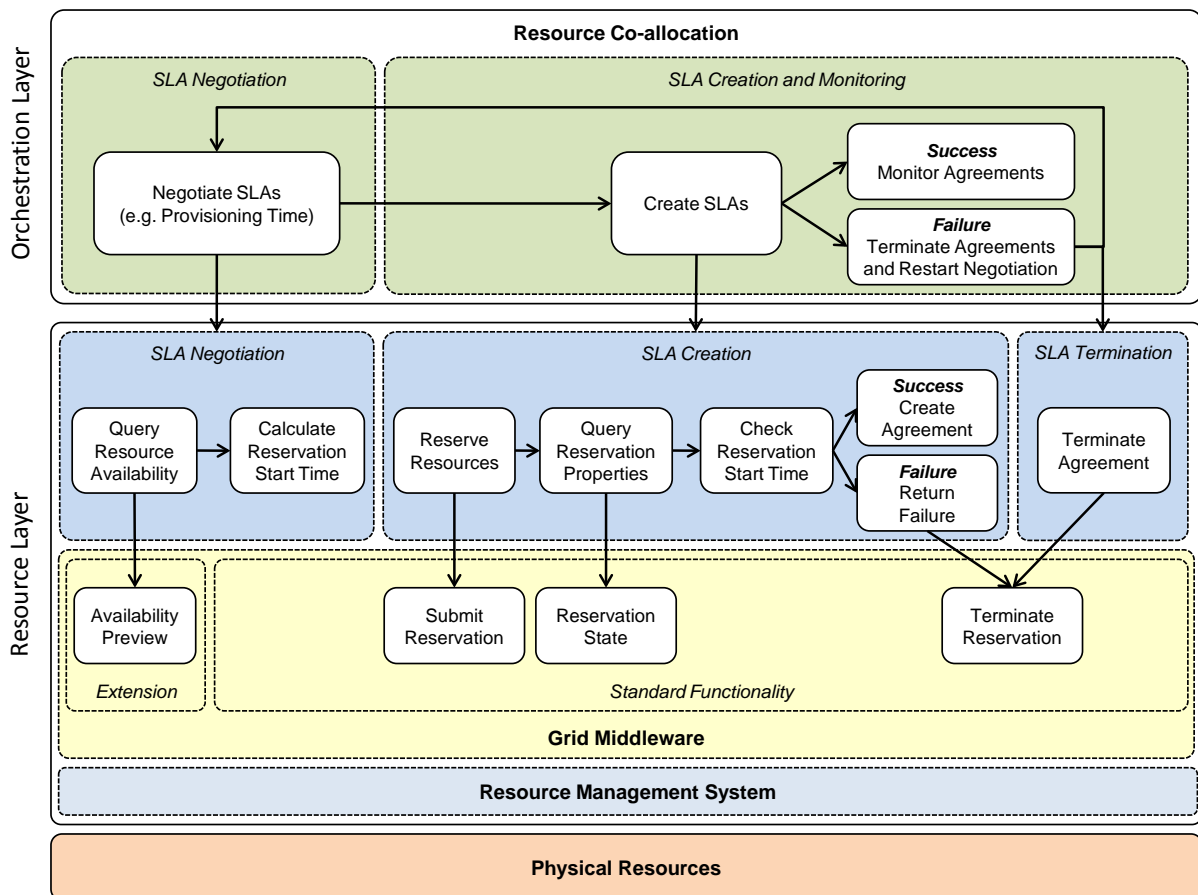 Orchestration Layer
Resource Co-allocation
SLA Negotiation
SLA Creation and Monitoring
Negotiate SLAs
(e.g. Provisioning Time)
Create SLAs
Success
Monitor Agreements
Failure
Terminate Agreements
and Restart Negotiation
Resource Layer
SLA Negotiation
Query
Resource
Availability
Calculate
Reservation
Start Time
SLA Creation
Reserve
Resources
Query
Reservation
Properties
Check
Reservation
Start Time
Success
Create
Agreement
Failure
Return
Failure
SLA Termination
Terminate
Agreement
Availability
Preview
Extension
Submit
Reservation
Reservation
State
Terminate
Reservation
Standard Functionality
Grid Middleware
Resource Management System
Physical Resources